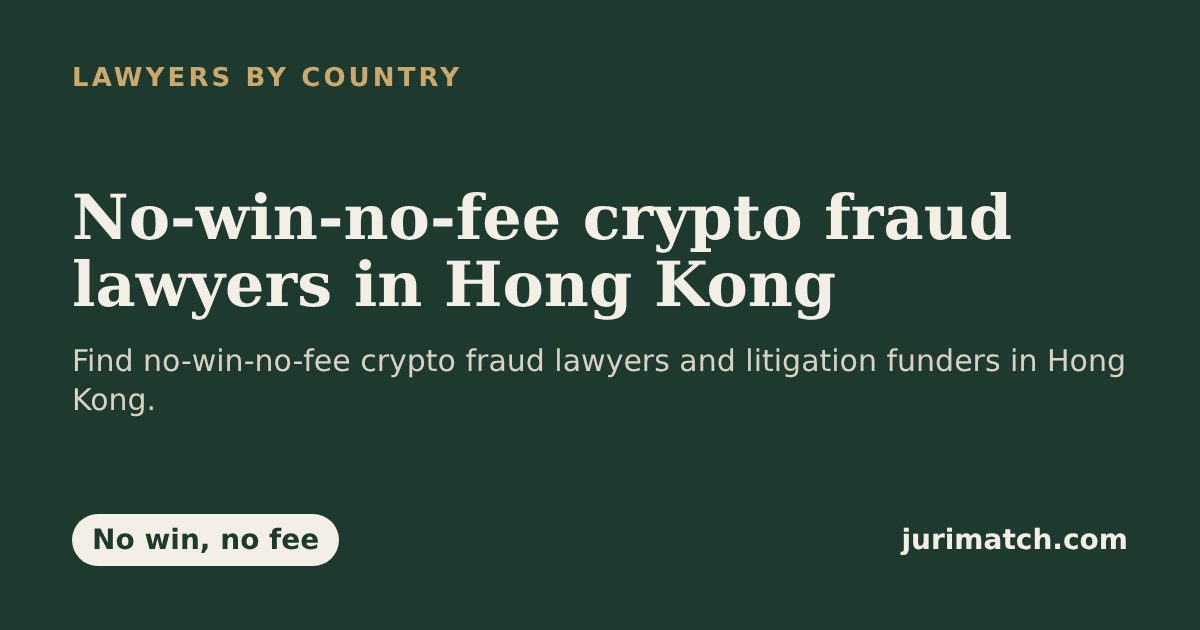 LAWYERS BY COUNTRY
No-win-no-fee crypto fraud
lawyers in Hong Kong
Find no-win-no-fee crypto fraud lawyers and litigation funders in Hong
Kong.
No win, no fee
jurimatch.com